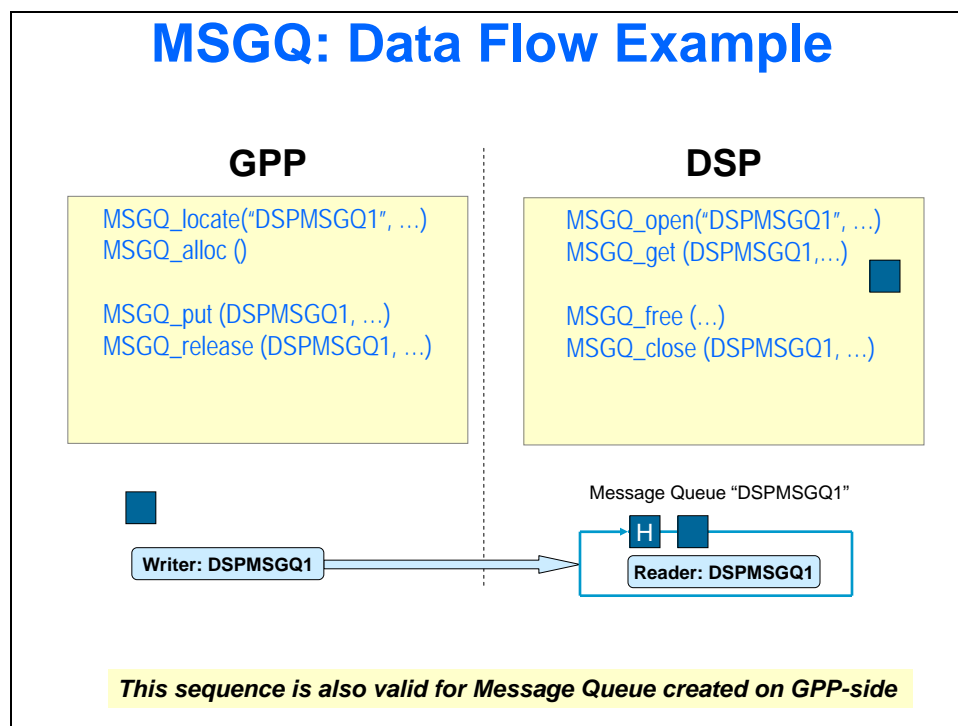 MSGQ: Data Flow Example
GPP
MSGQ_locate(“DSPMSGQ1”, …)
MSGQ_alloc ()
MSGQ_put (DSPMSGQ1, …)
MSGQ_release (DSPMSGQ1, …)
DSP
MSGQ_open(“DSPMSGQ1”, …)
MSGQ_get (DSPMSGQ1,…)
MSGQ_free (…)
MSGQ_close (DSPMSGQ1, …)
Message Queue “DSPMSGQ1”
H
Writer: DSPMSGQ1
Reader: DSPMSGQ1
This sequence is also valid for Message Queue created on GPP-side